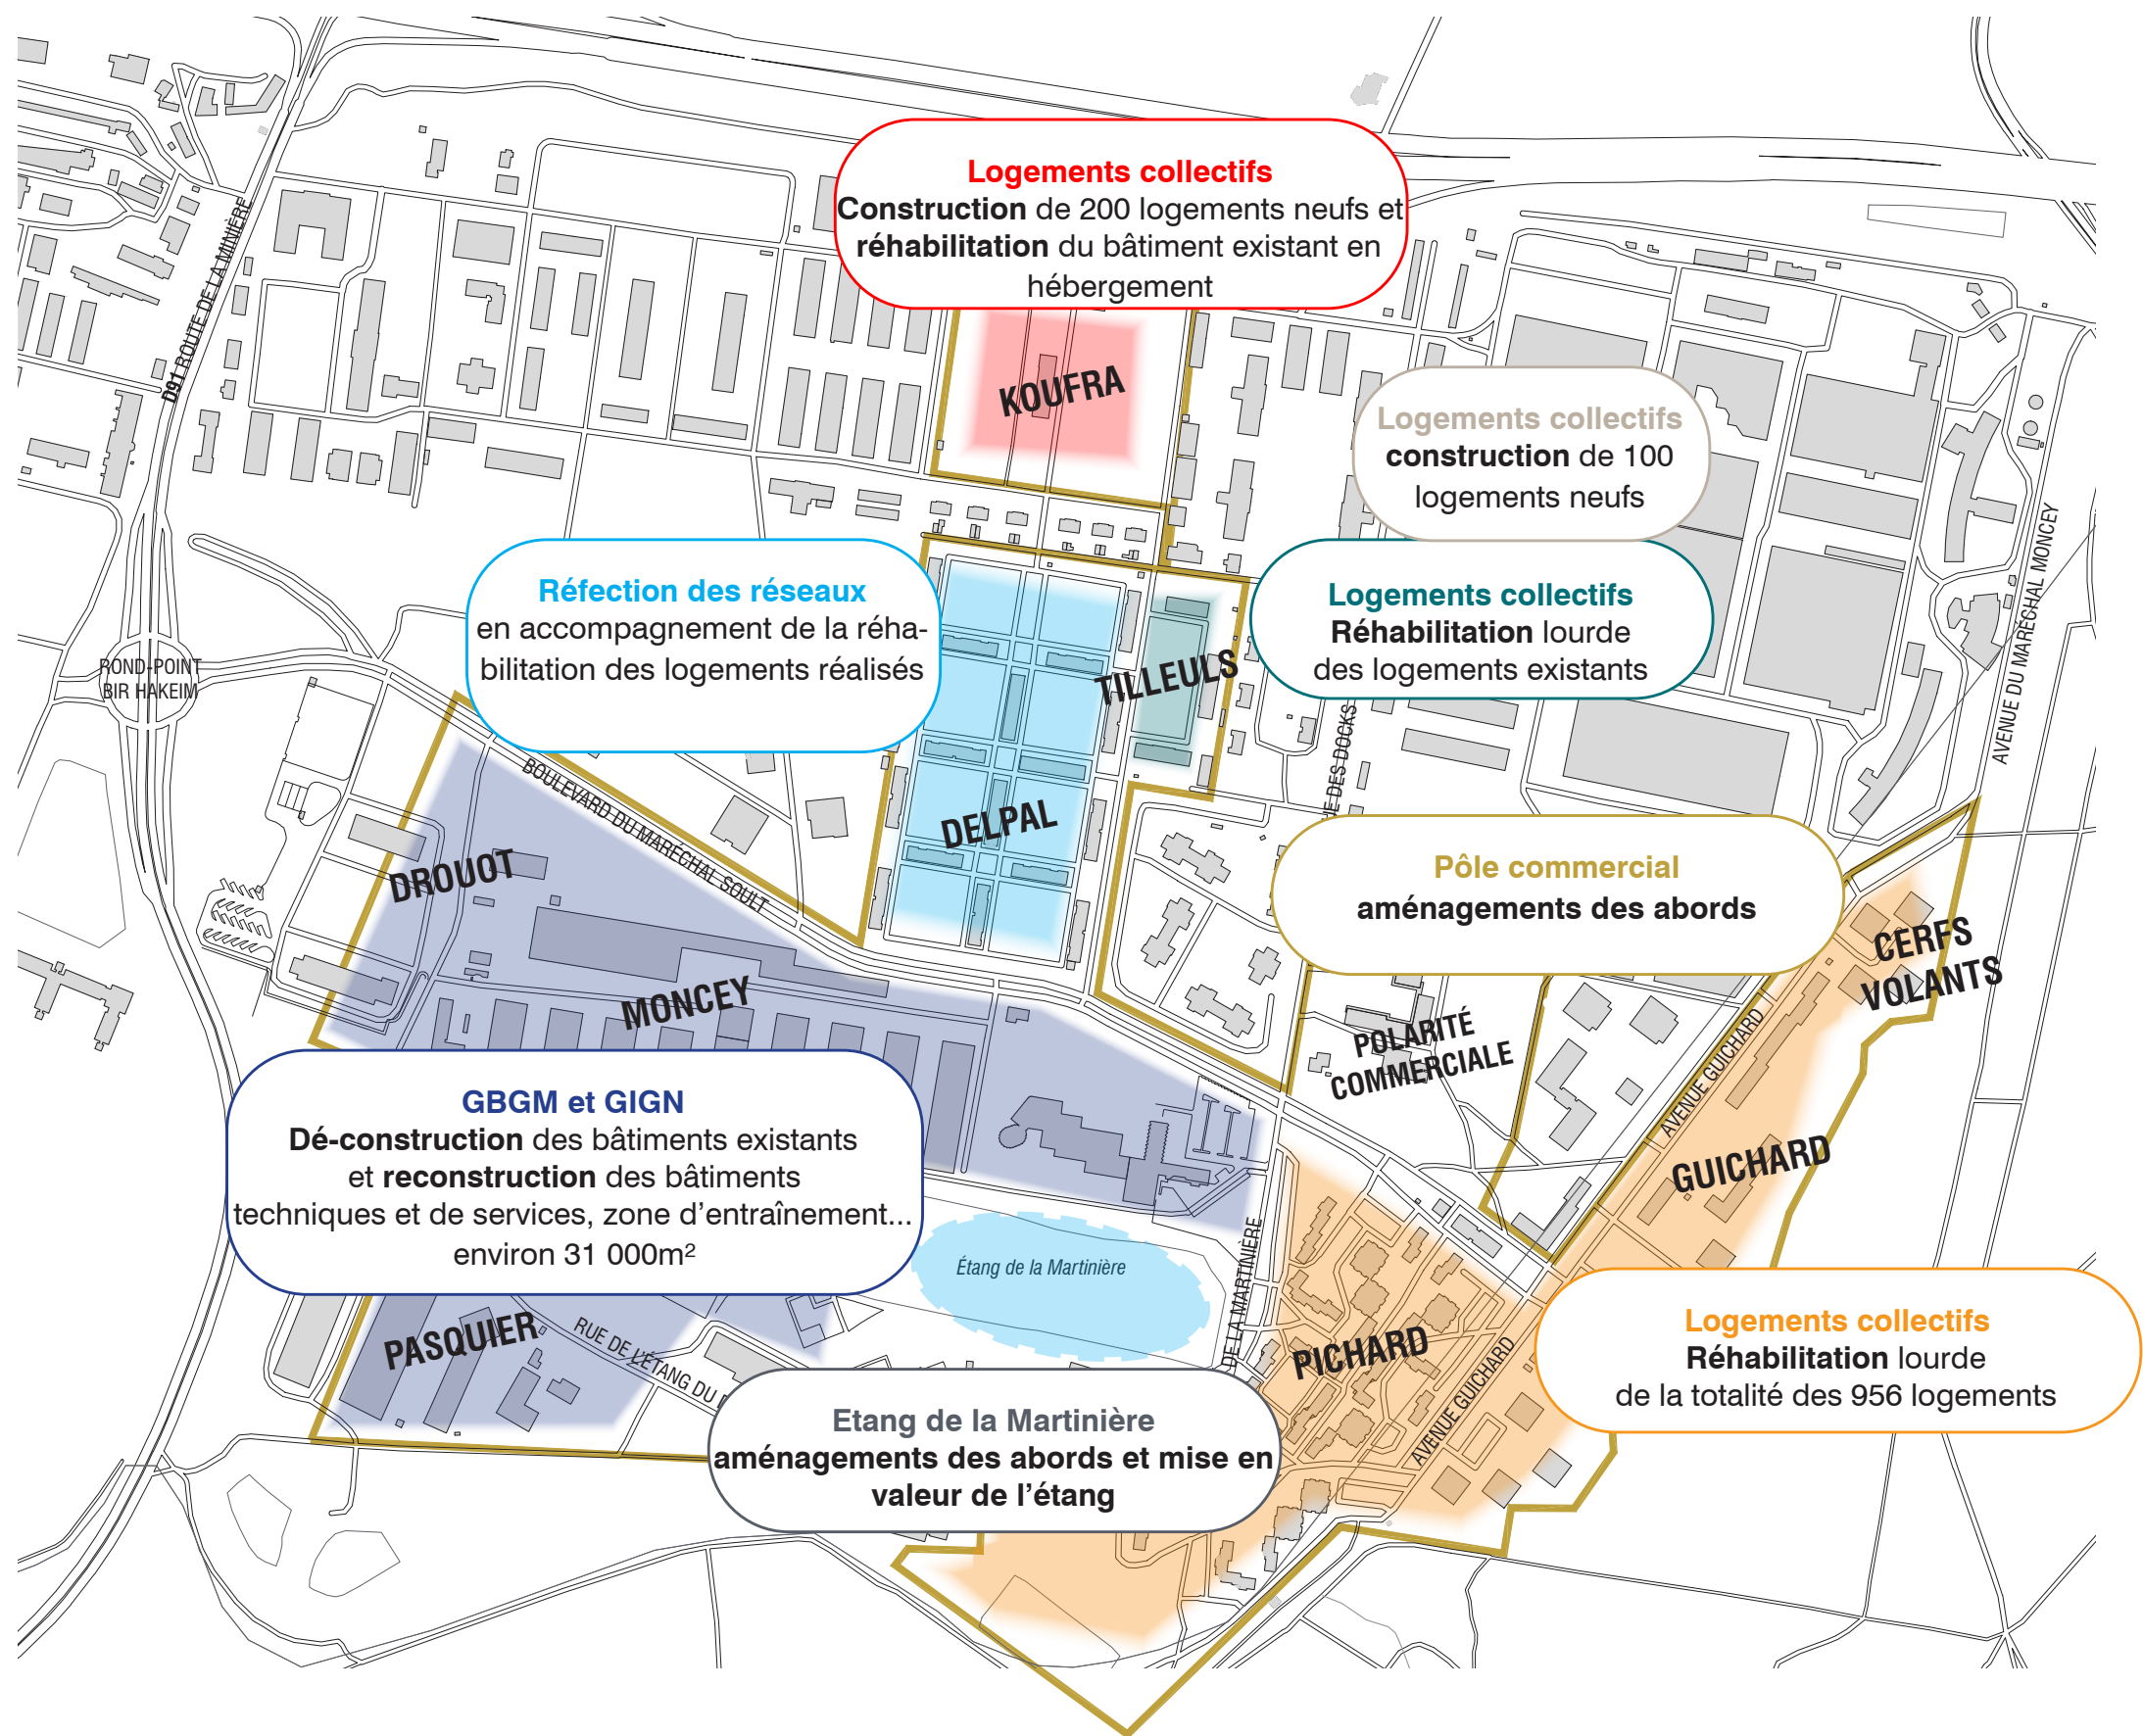 Logements collectifs
Construction de 200 logements neufs et
réhabilitation du bâtiment existant en
hébergement
D91 ROUTE DE LA MINIÈRE
KOUFRA
Logements collectifs
construction de 100
logements neufs
Réfection des réseaux
en accompagnement de la réha-
bilitation des logements réalisés
Logements collectifs
Réhabilitation lourde
des logements existants
TILLEULS
AVENUE DU MARÉCHAL MONCEY
ROND-POINT
BIR HAKEIM
DES DOCKS
BOULEVARD DU MARÉCHAL SOULT
DELPAL
DROUOT
Pôle commercial
aménagements des abords
CERFS
VOLANTS
MONCEY
POLARITÉ
COMMERCIALE
AVENUE GUICHARD
GUICHARD
GBGM et GIGN
Dé-construction des bâtiments existants
et reconstruction des bâtiments
techniques et de services, zone d'entraînement...
environ 31 000m²
Étang de la Martinière
DE LA MARTINIÈRE
PASQUIER
RUE DE L'ÉTANG DU
PICHARD
AVENUE GUICHARD
Logements collectifs
Réhabilitation lourde
de la totalité des 956 logements
Etang de la Martinière
aménagements des abords et mise en
valeur de l'étang